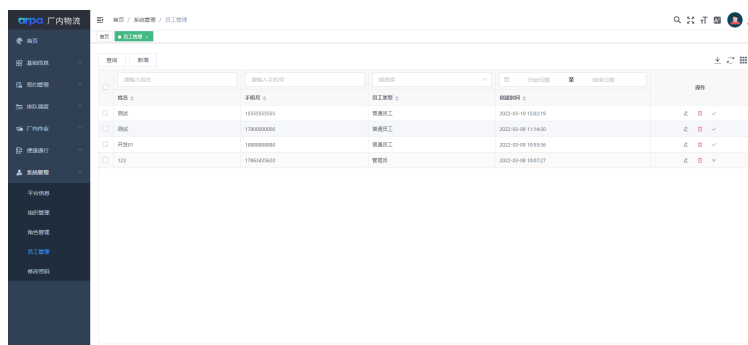 arpa 厂内物流
首页 / 系统管理 / 员工管理
首页
员工管理 ×
首页
基础信息
预约管理
排队调度
厂内作业
便捷通行
系统管理
平台信息
组织管理
角色管理
员工管理
修改密码
查询 新增
请输入姓名 请输入手机号 请选择 开始日期 至 结束日期 操作
姓名 手机号 员工类型 创建时间
测试 15555555555 普通员工 2022-03-10 15:02:19
测试 17800000000 普通员工 2022-03-09 11:14:20
开发01 18888888888 普通员工 2022-03-09 10:55:36
123 17863435620 管理员 2022-03-08 10:07:27